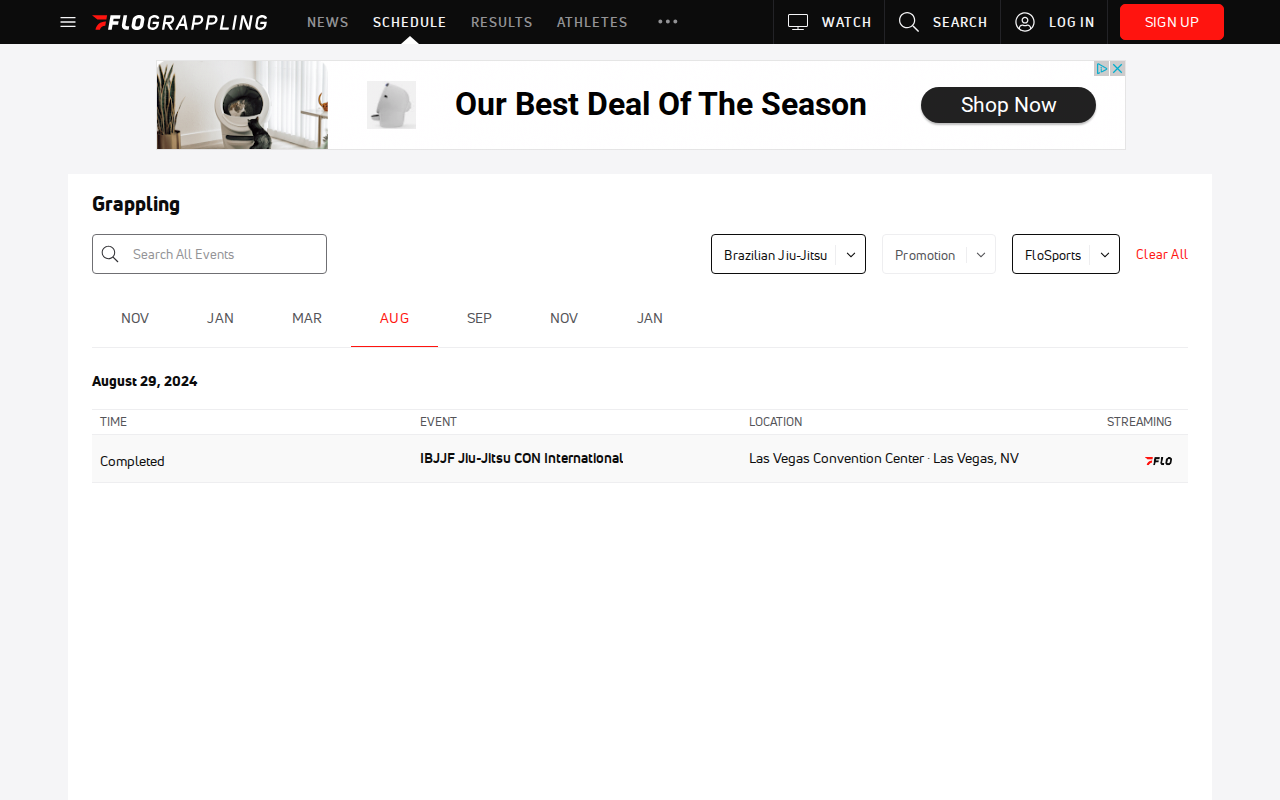 FLOGRAPPLING NEWS SCHEDULE RESULTS ATHLETES WATCH SEARCH LOG IN SIGN UP
Our Best Deal Of The Season Shop Now
Grappling
Search All Events Brazilian Jiu-Jitsu Promotion FloSports Clear All
NOV JAN MAR AUG SEP NOV JAN
August 29, 2024
TIME EVENT LOCATION STREAMING
Completed IBJJF Jiu-Jitsu CON International Las Vegas Convention Center · Las Vegas, NV FLO